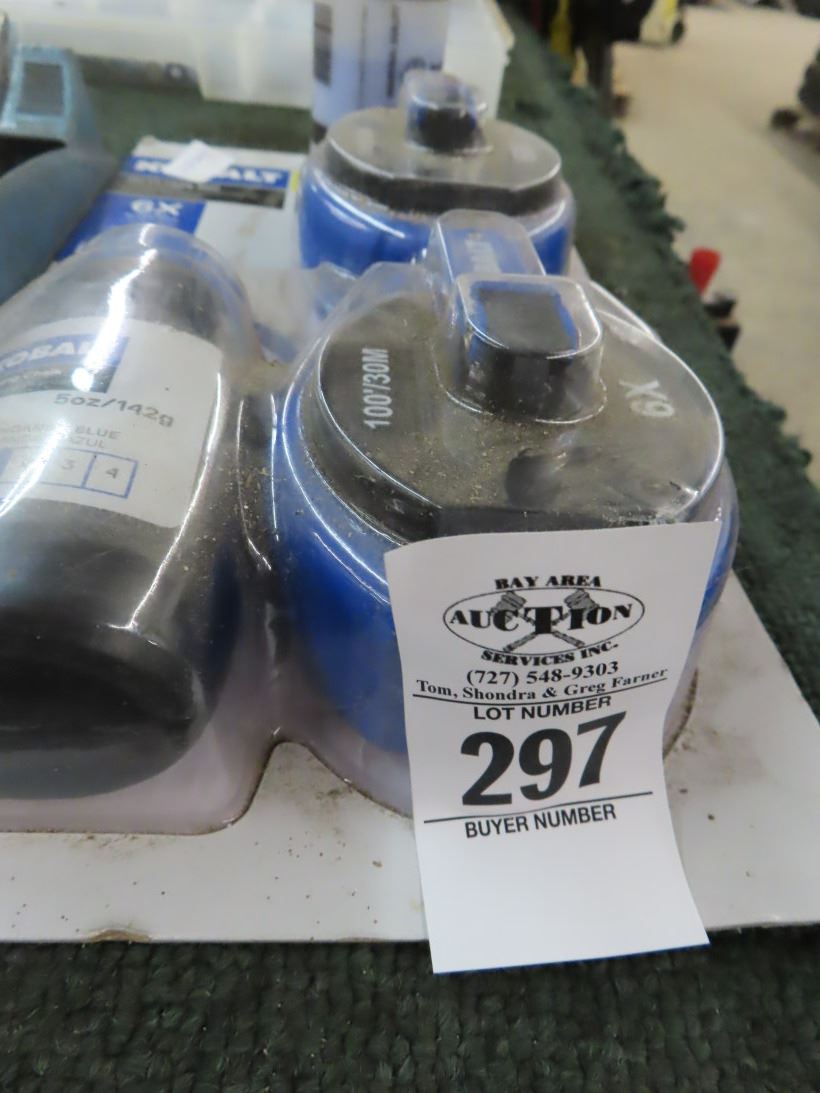 KOBALT
6X
100'/30M
6X
KOBALT
5oz/142g
BLUE
AZUL
3 4
BAY AREA
AUCTION
SERVICES INC.
(727) 548-9303
Tom, Shondra & Greg Farner
LOT NUMBER
297
BUYER NUMBER